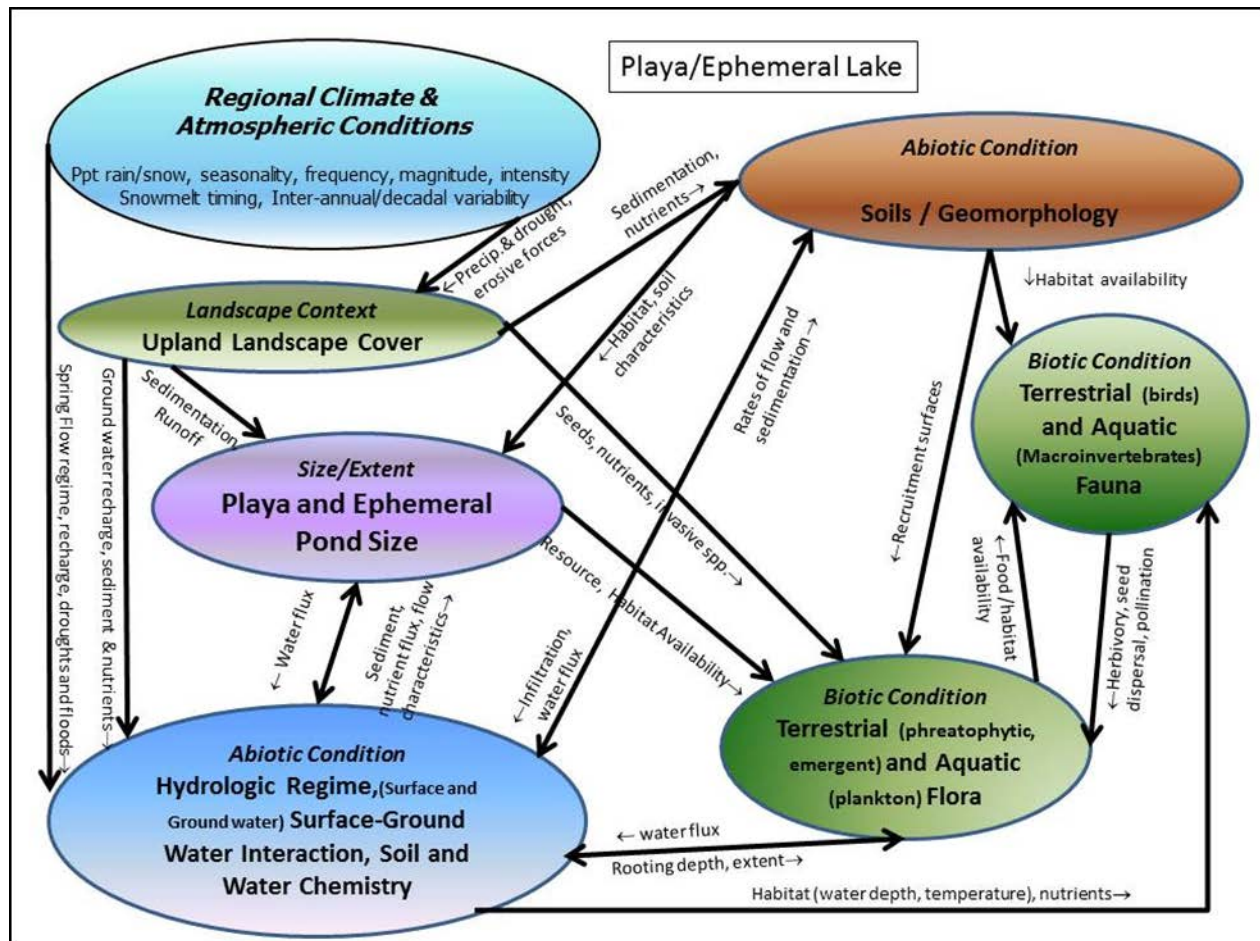 Playa/Ephemeral Lake
Regional Climate &
Atmospheric Conditions
Ppt rain/snow, seasonality, frequency, magnitude, intensity
Snowmelt timing, Inter-annual/decadal variability
Abiotic Condition
Soils / Geomorphology
Sedimentation,
nutrients→
←Precip.& drought,
erosive forces
↓Habitat availability
Landscape Context
Upland Landscape Cover
←Habitat, soil
characteristics
Rates of flow and
sedimentation→
Biotic Condition
Terrestrial (birds)
and Aquatic
(Macroinvertebrates)
Fauna
Spring Flow regime, recharge, droughts and floods→
Ground water recharge, sediment & nutrients→
Sedimentation,
Runoff
Seeds, nutrients, invasive spp.→
←Recruitment surfaces
Size/Extent
Playa and Ephemeral
Pond Size
Resource, Habitat Availability→
←Food/habitat
availability
←Herbivory, seed
dispersal, pollination
← Water flux
Sediment,
nutrient flux, flow
characteristics→
←Infiltration,
water flux
Biotic Condition
Terrestrial (phreatophytic,
emergent) and Aquatic
(plankton) Flora
Abiotic Condition
Hydrologic Regime,(Surface and
Ground water) Surface-Ground
Water Interaction, Soil and
Water Chemistry
← water flux
Rooting depth, extent→
Habitat (water depth, temperature), nutrients→